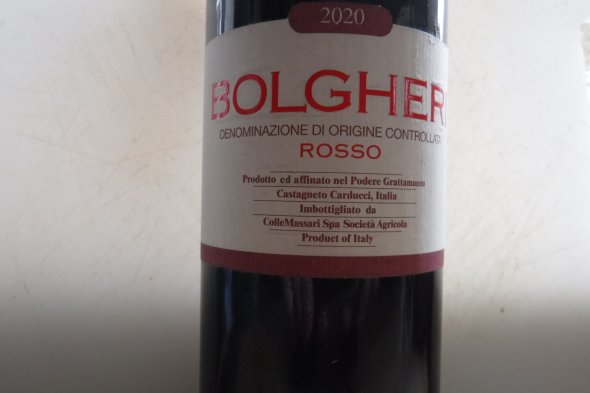 2020
BOLGHERI
DENOMINAZIONE DI ORIGINE CONTROLLATA
ROSSO
Prodotto ed affinato nel Podere Grattamacco
Castagneto Carducci, Italia
Imbottigliato da
ColleMassari Spa Società Agricola
Product of Italy